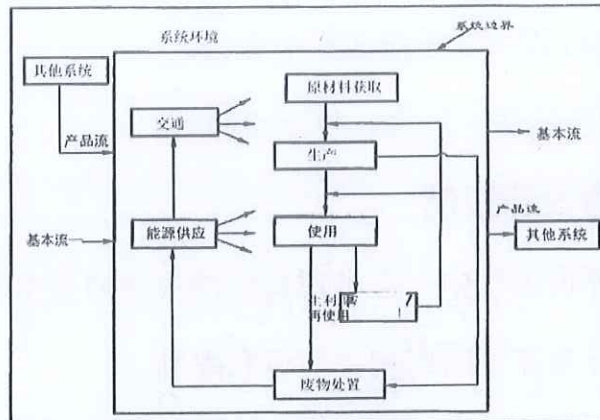 系统环境
系统边界
其他系统
原材料获取
交通
产品流
基本流
生产
产品流
能源供应
使用
基本流
其他系统
再使用
废物处置